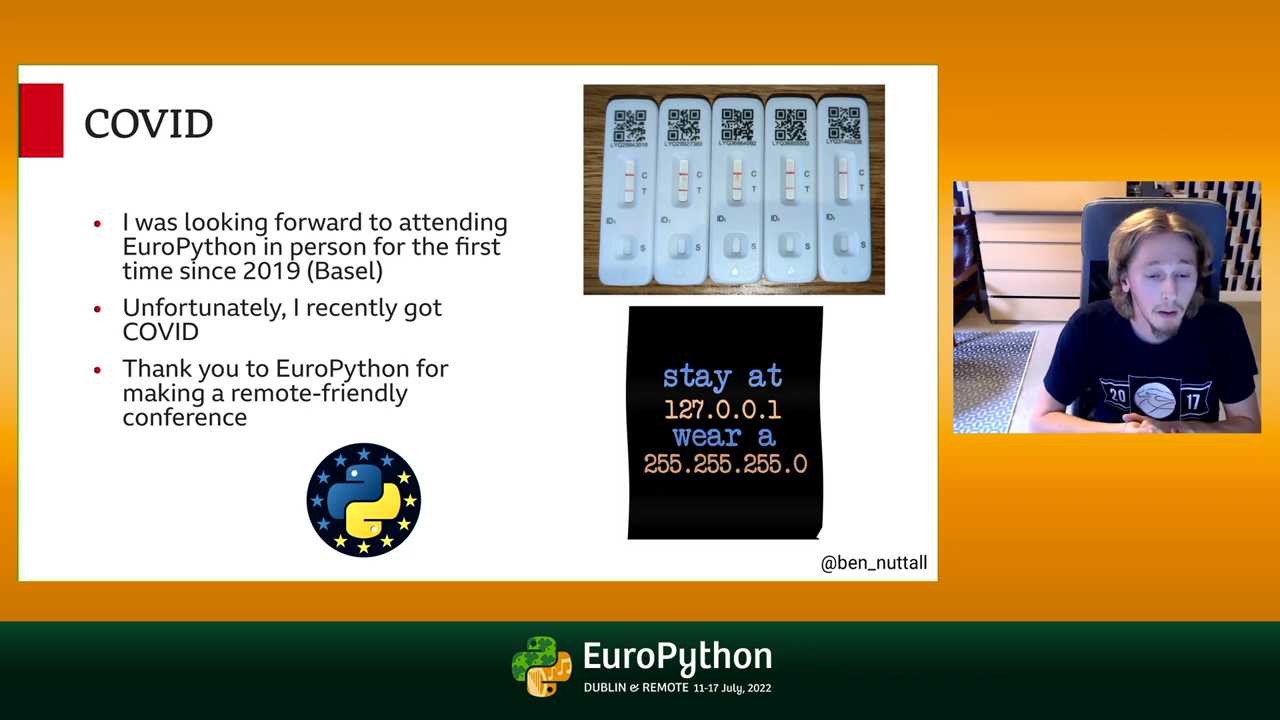 COVID
I was looking forward to attending
EuroPython in person for the first
time since 2019 (Basel)
Unfortunately, I recently got
COVID
Thank you to EuroPython for
making a remote-friendly
conference
C
T
S
C
T
S
C
T
S
C
T
S
C
T
S
stay at
127.0.0.1
wear a
255.255.255.0
@ben_nuttall
20 17
EuroPython
DUBLIN & REMOTE 11-17 July, 2022